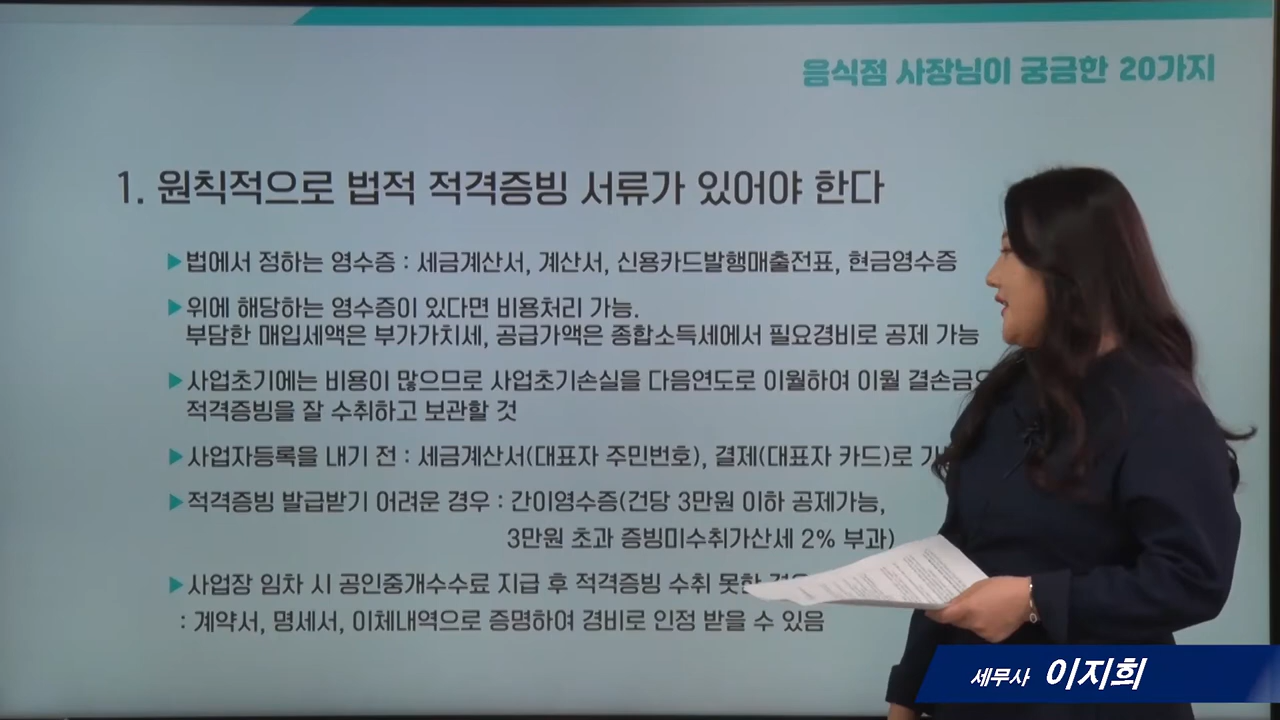 음식점 사장님이 궁금한 20가지
1. 원칙적으로 법적 적격증빙 서류가 있어야 한다
▶법에서 정하는 영수증 : 세금계산서, 계산서, 신용카드발행매출전표, 현금영수증
▶위에 해당하는 영수증이 있다면 비용처리 가능.
부담한 매입세액은 부가가치세, 공급가액은 종합소득세에서 필요경비로 공제 가능
▶사업초기에는 비용이 많으므로 사업초기손실을 다음연도로 이월하여 이월
적격증빙을 잘 수취하고 보관할 것
▶사업자등록을 내기 전 : 세금계산서(대표자 주민번호), 결제(대표자 카드)로
▶적격증빙 발급받기 어려운 경우 : 간이영수증(건당 3만원 이하 공제가능,
3만원 초과 증빙미수취가산세 2% 부과)
▶사업장 임차 시 공인중개수수료 지급 후 적격증빙 수취
: 계약서, 명세서, 이체내역으로 증명하여 경비로 인정 받을 수 있음
세무사 이지희